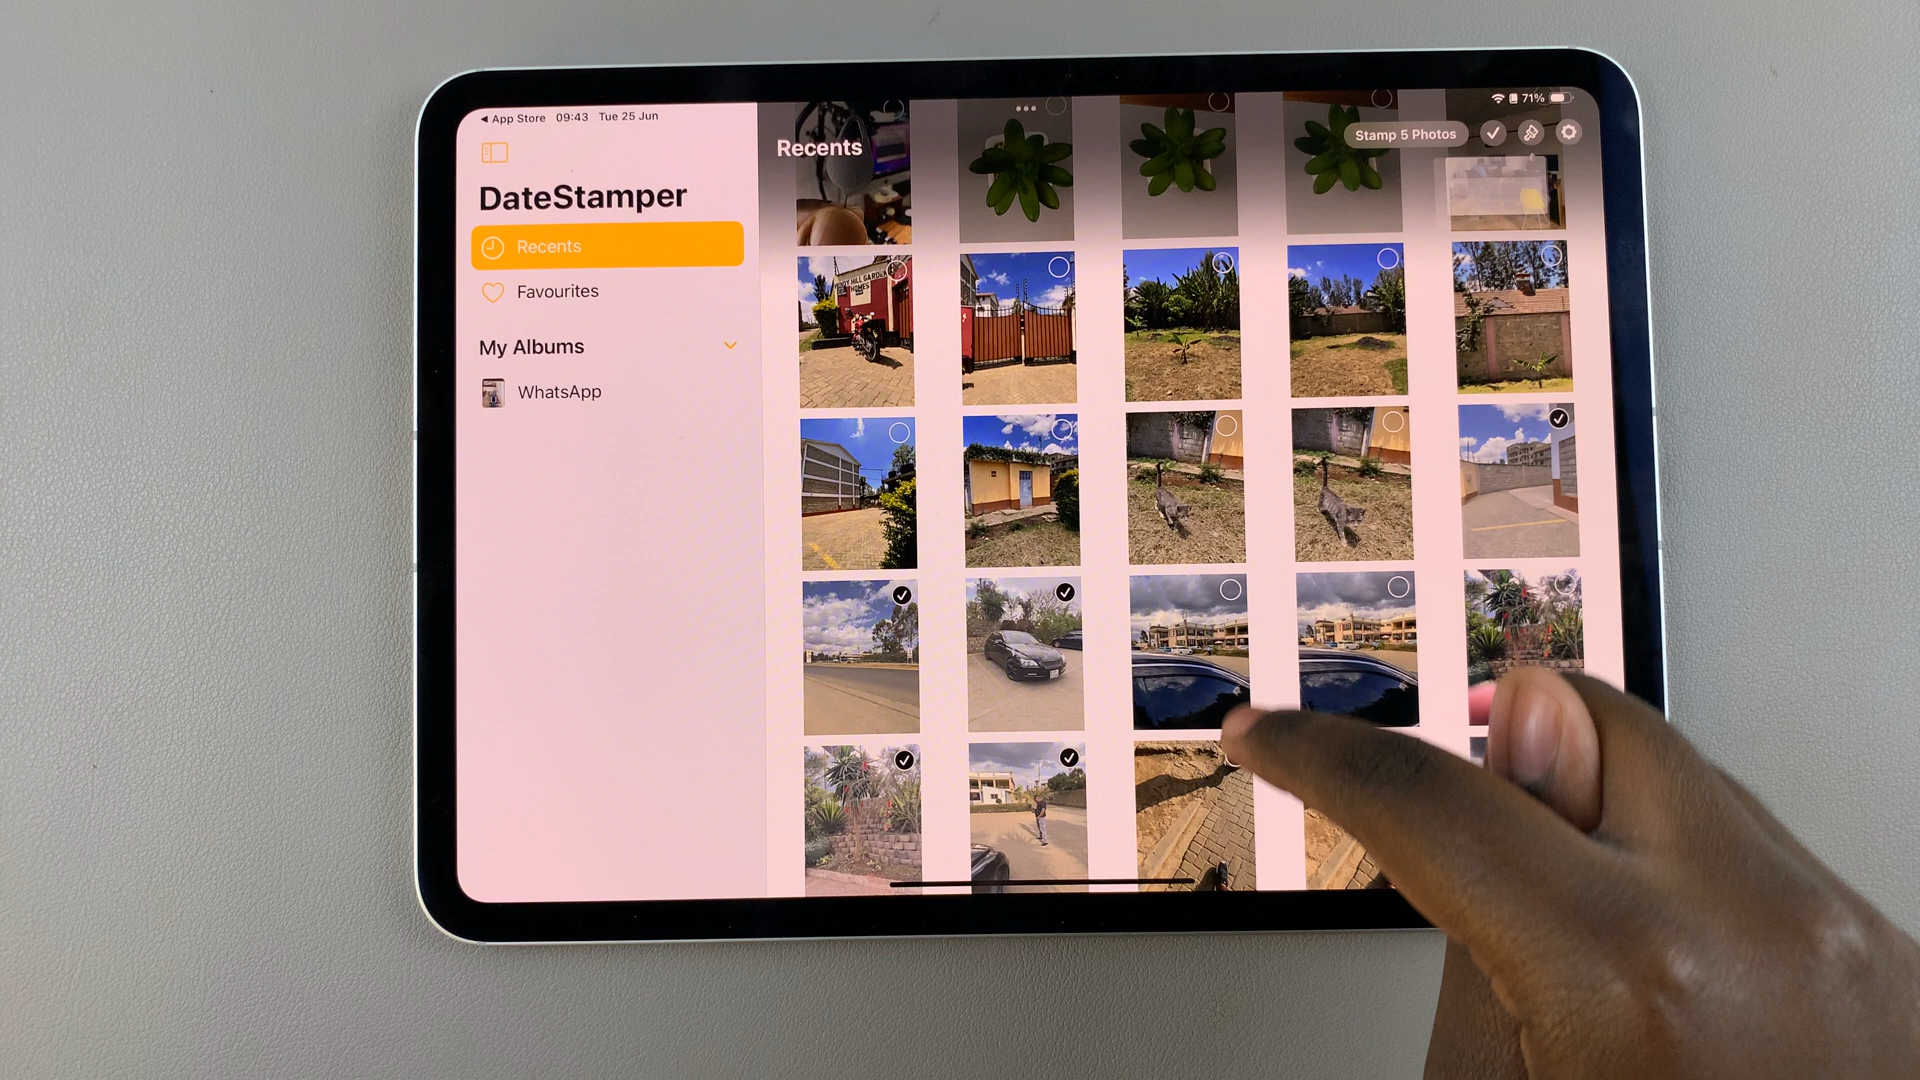 ◀ App Store 09:43 Tue 25 Jun
71%
DateStamper
Recents
Favourites
My Albums
WhatsApp
Recents
Stamp 5 Photos